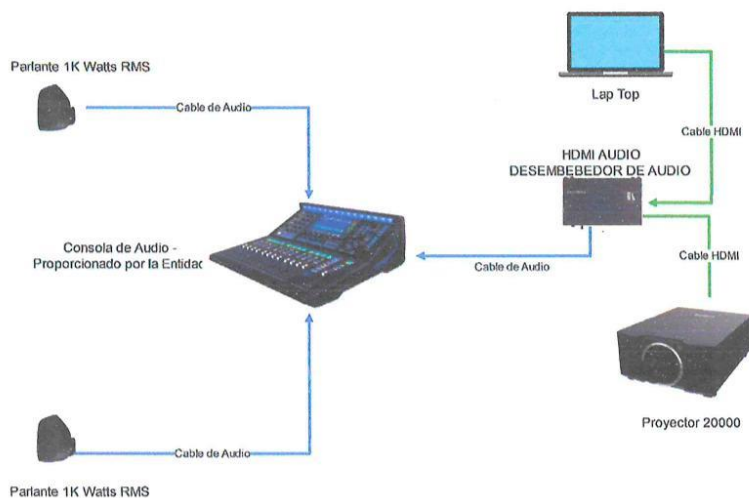 Parlante 1K Watts RMS
Cable de Audio
Lap Top
Cable HDMI
HDMI AUDIO
DESEMBEBEDOR DE AUDIO
Consola de Audio -
Proporcionado por la Entidad
Cable de Audio
Cable HDMI
Proyector 20000
Cable de Audio
Parlante 1K Watts RMS